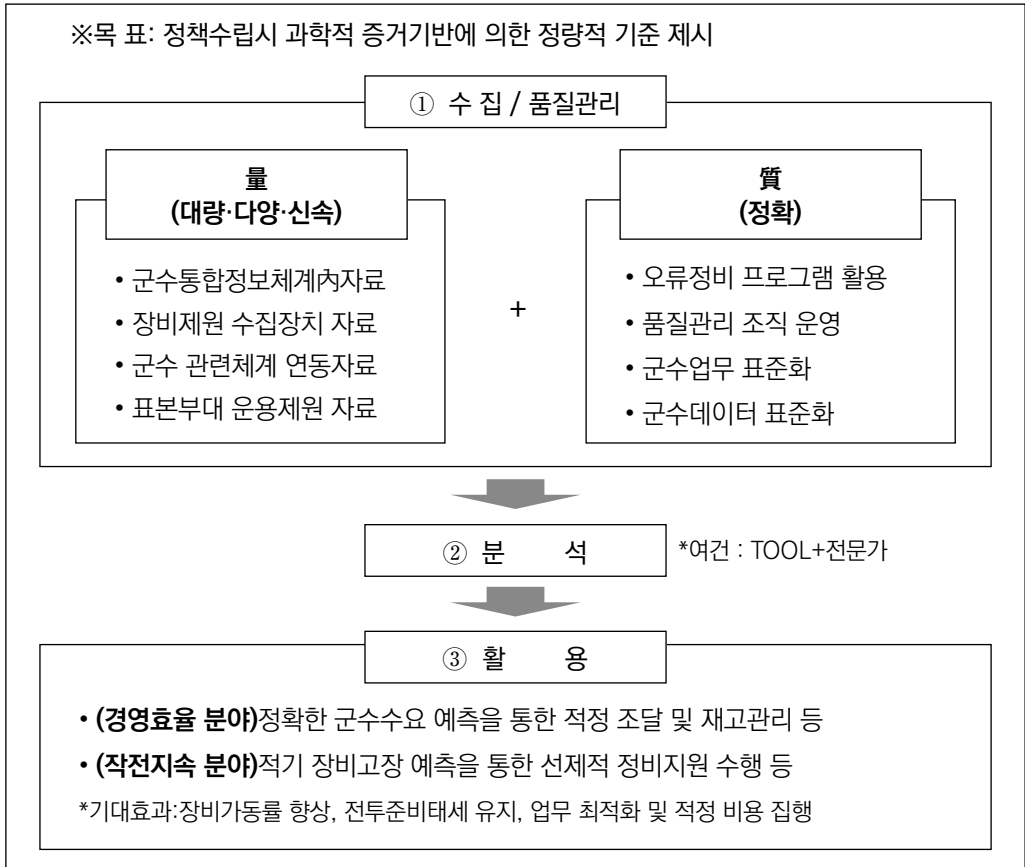 ※목 표: 정책수립시 과학적 증거기반에 의한 정량적 기준 제시
① 수 집 / 품질관리
量
(대량·다양·신속)
• 군수통합정보체계內자료
• 장비제원 수집장치 자료
• 군수 관련체계 연동자료
• 표본부대 운용제원 자료
+
質
(정확)
• 오류정비 프로그램 활용
• 품질관리 조직 운영
• 군수업무 표준화
• 군수데이터 표준화
② 분 석
*여건 : TOOL+전문가
③ 활 용
• (경영효율 분야)정확한 군수수요 예측을 통한 적정 조달 및 재고관리 등
• (작전지속 분야)적기 장비고장 예측을 통한 선제적 정비지원 수행 등
*기대효과:장비가동률 향상, 전투준비태세 유지, 업무 최적화 및 적정 비용 집행